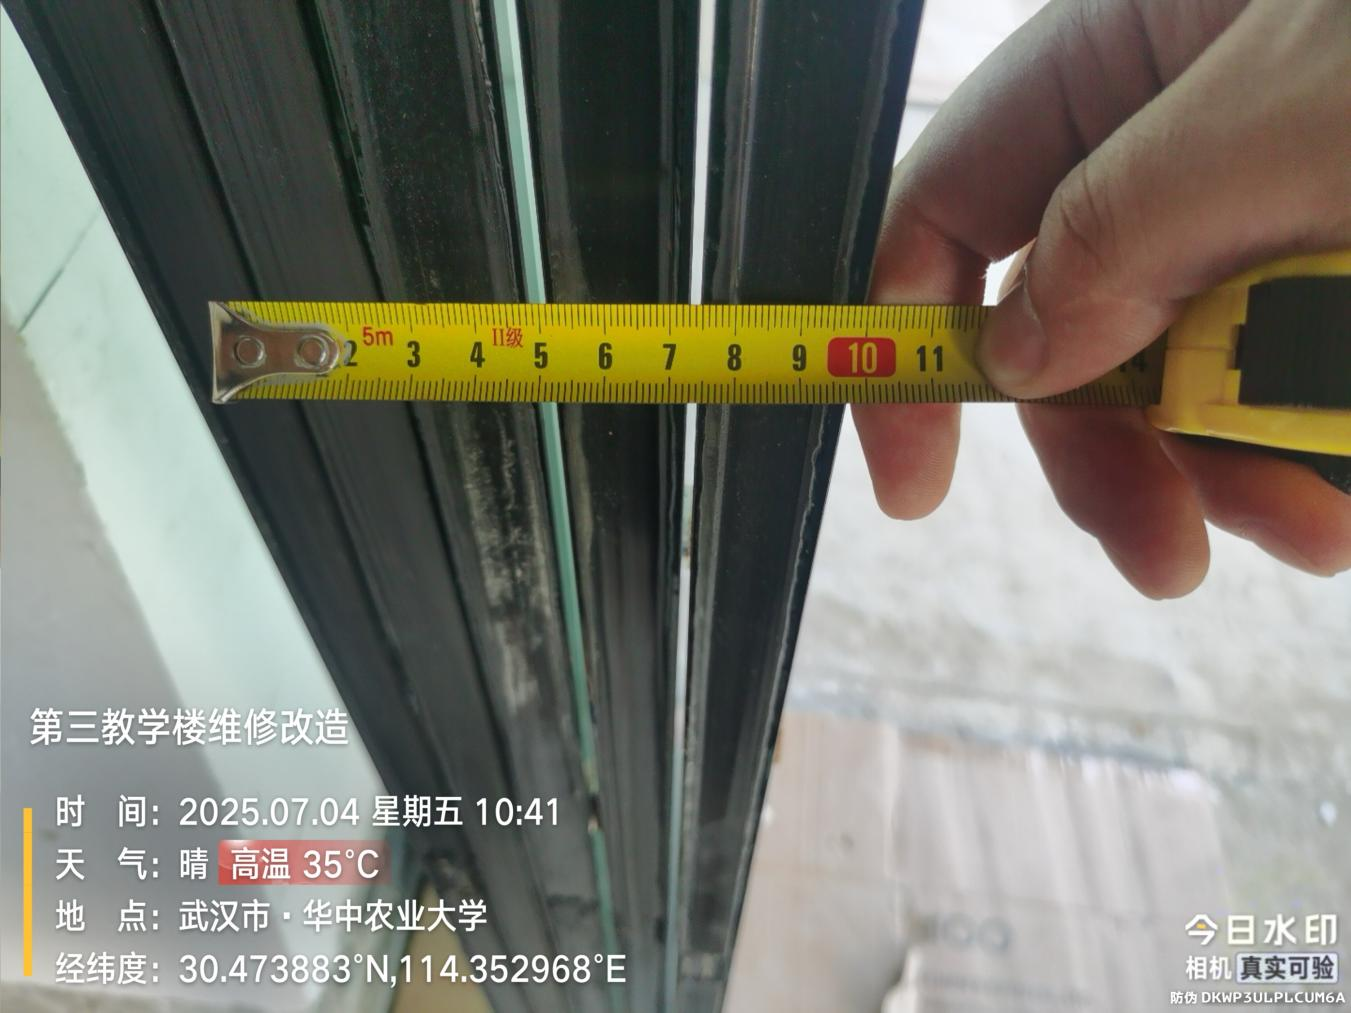 5m
II级
2 3 4 5 6 7 8 9 10 11 14
第三教学楼维修改造
时 间：2025.07.04 星期五 10:41
天 气：晴 高温 35°C
地 点：武汉市·华中农业大学
经纬度：30.473883°N,114.352968°E
今日水印
相机 真实可验
防伪 DKWP3ULPLCUM6A